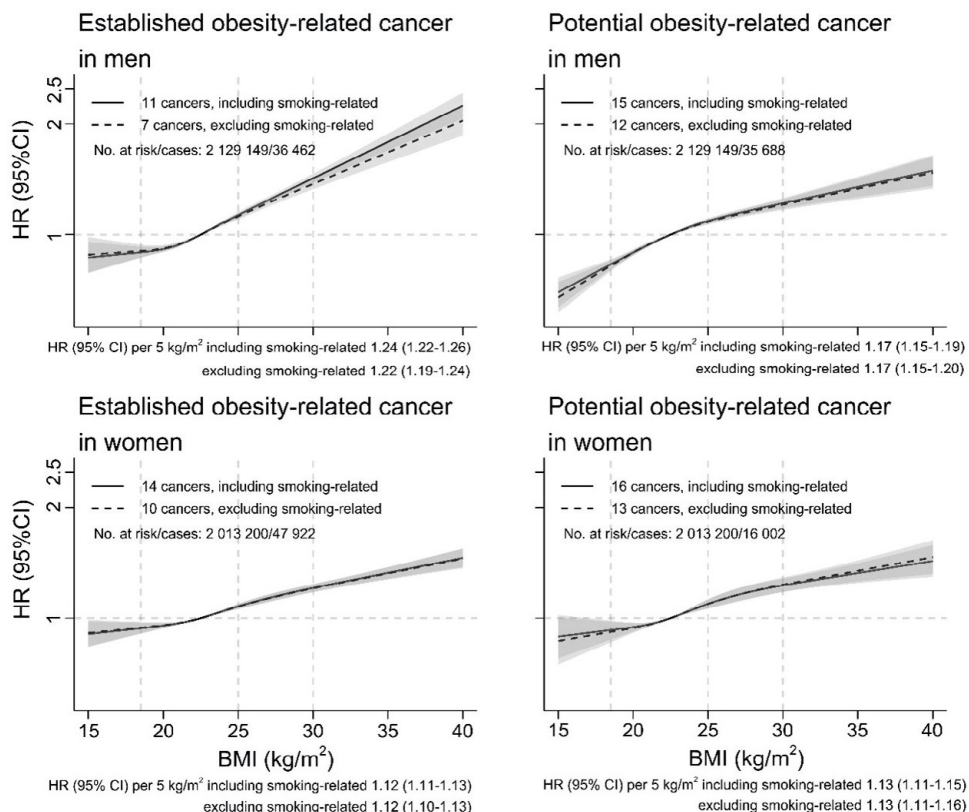 Established obesity-related cancer
in men
2.5
2
1
HR (95%CI)
11 cancers, including smoking-related
7 cancers, excluding smoking-related
No. at risk/cases: 2 129 149/36 462
HR (95% CI) per 5 kg/m² including smoking-related 1.24 (1.22-1.26)
excluding smoking-related 1.22 (1.19-1.24)
Potential obesity-related cancer
in men
15 cancers, including smoking-related
12 cancers, excluding smoking-related
No. at risk/cases: 2 129 149/35 688
HR (95% CI) per 5 kg/m² including smoking-related 1.17 (1.15-1.19)
excluding smoking-related 1.17 (1.15-1.20)
Established obesity-related cancer
in women
2.5
2
1
HR (95%CI)
14 cancers, including smoking-related
10 cancers, excluding smoking-related
No. at risk/cases: 2 013 200/47 922
15 20 25 30 35 40
BMI (kg/m²)
HR (95% CI) per 5 kg/m² including smoking-related 1.12 (1.11-1.13)
excluding smoking-related 1.12 (1.10-1.13)
Potential obesity-related cancer
in women
16 cancers, including smoking-related
13 cancers, excluding smoking-related
No. at risk/cases: 2 013 200/16 002
15 20 25 30 35 40
BMI (kg/m²)
HR (95% CI) per 5 kg/m² including smoking-related 1.13 (1.11-1.15)
excluding smoking-related 1.13 (1.11-1.16)